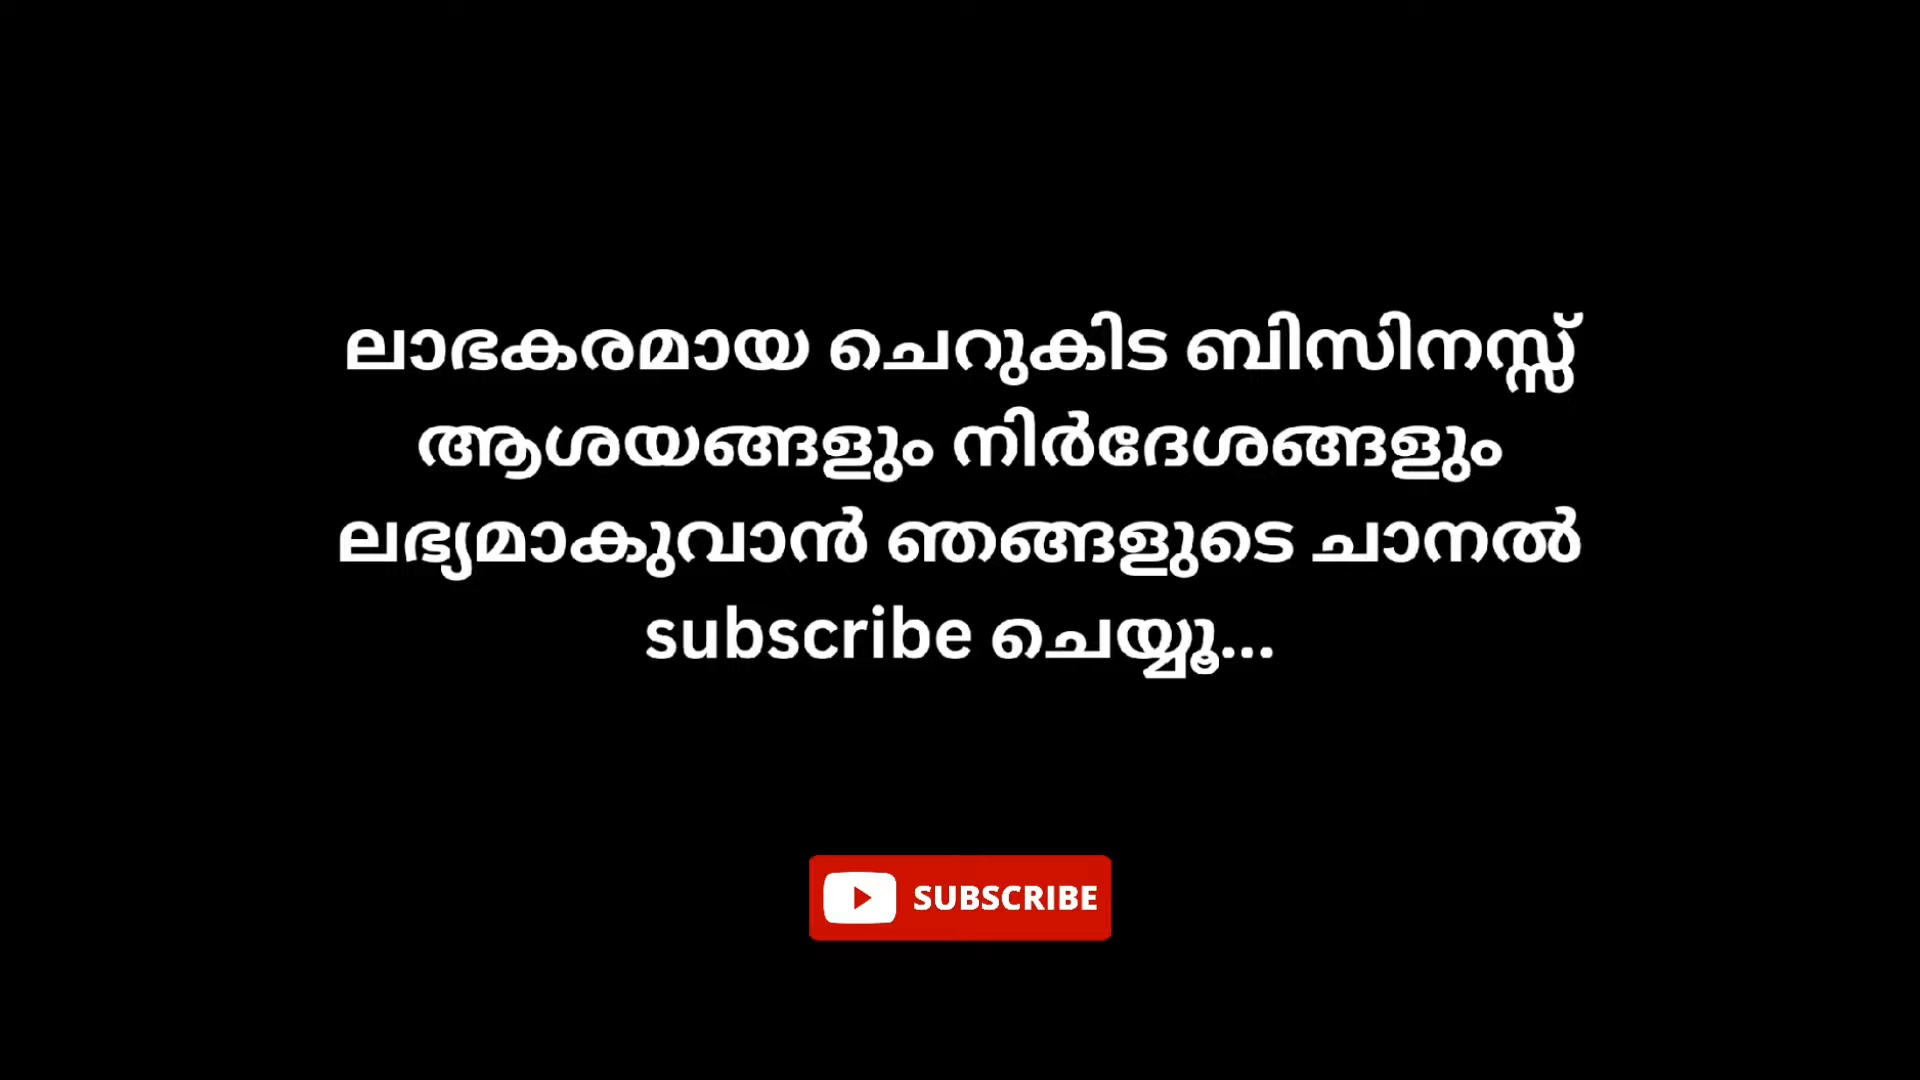 ലാഭകരമായ ചെറുകിട ബിസിനസ്സ്
ആശയങ്ങളും നിർദേശങ്ങളും
ലഭ്യമാകുവാൻ ഞങ്ങളുടെ ചാനൽ
subscribe ചെയ്യൂ...
SUBSCRIBE